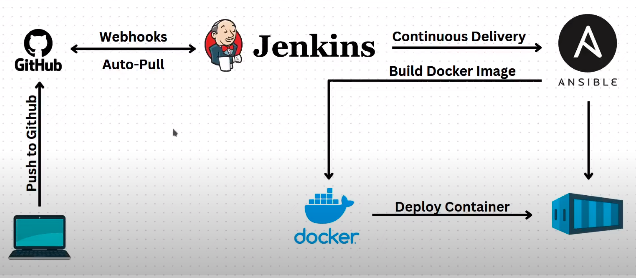 Webhooks
Auto-Pull
GitHub
Jenkins
Continuous Delivery
Build Docker Image
ANSIBLE
Push to Github
docker
Deploy Container